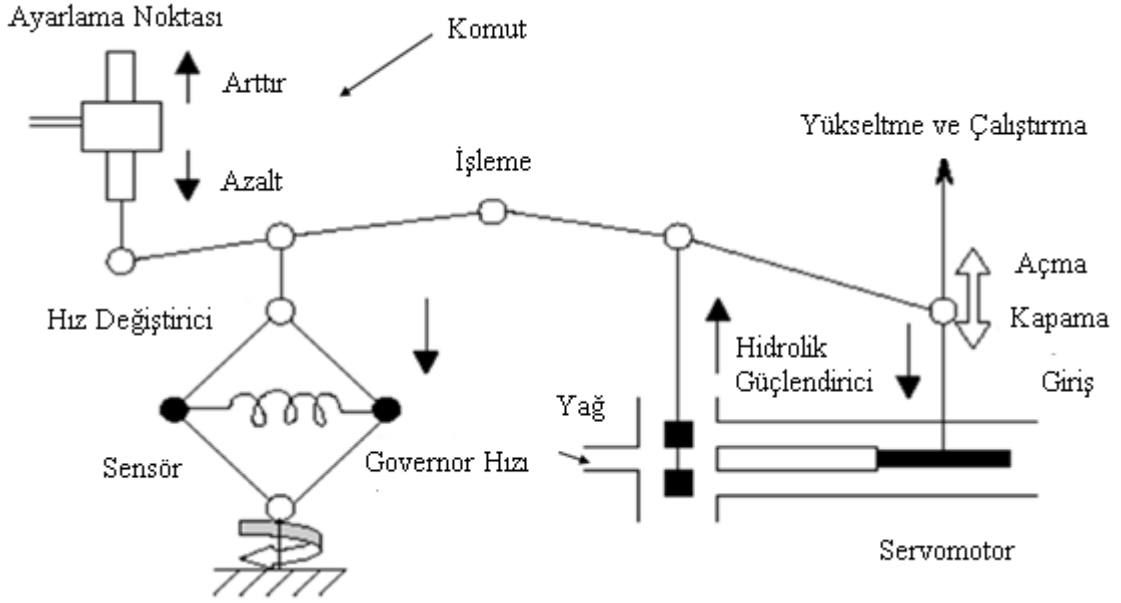 Ayarlama Noktası
Komut
Arttır
Azalt
Yükseltme ve Çalıştırma
İşleme
Hız Değiştirici
Açma
Kapama
Hidrolik
Güçlendirici
Giriş
Yağ
Sensör
Governor Hızı
Servomotor